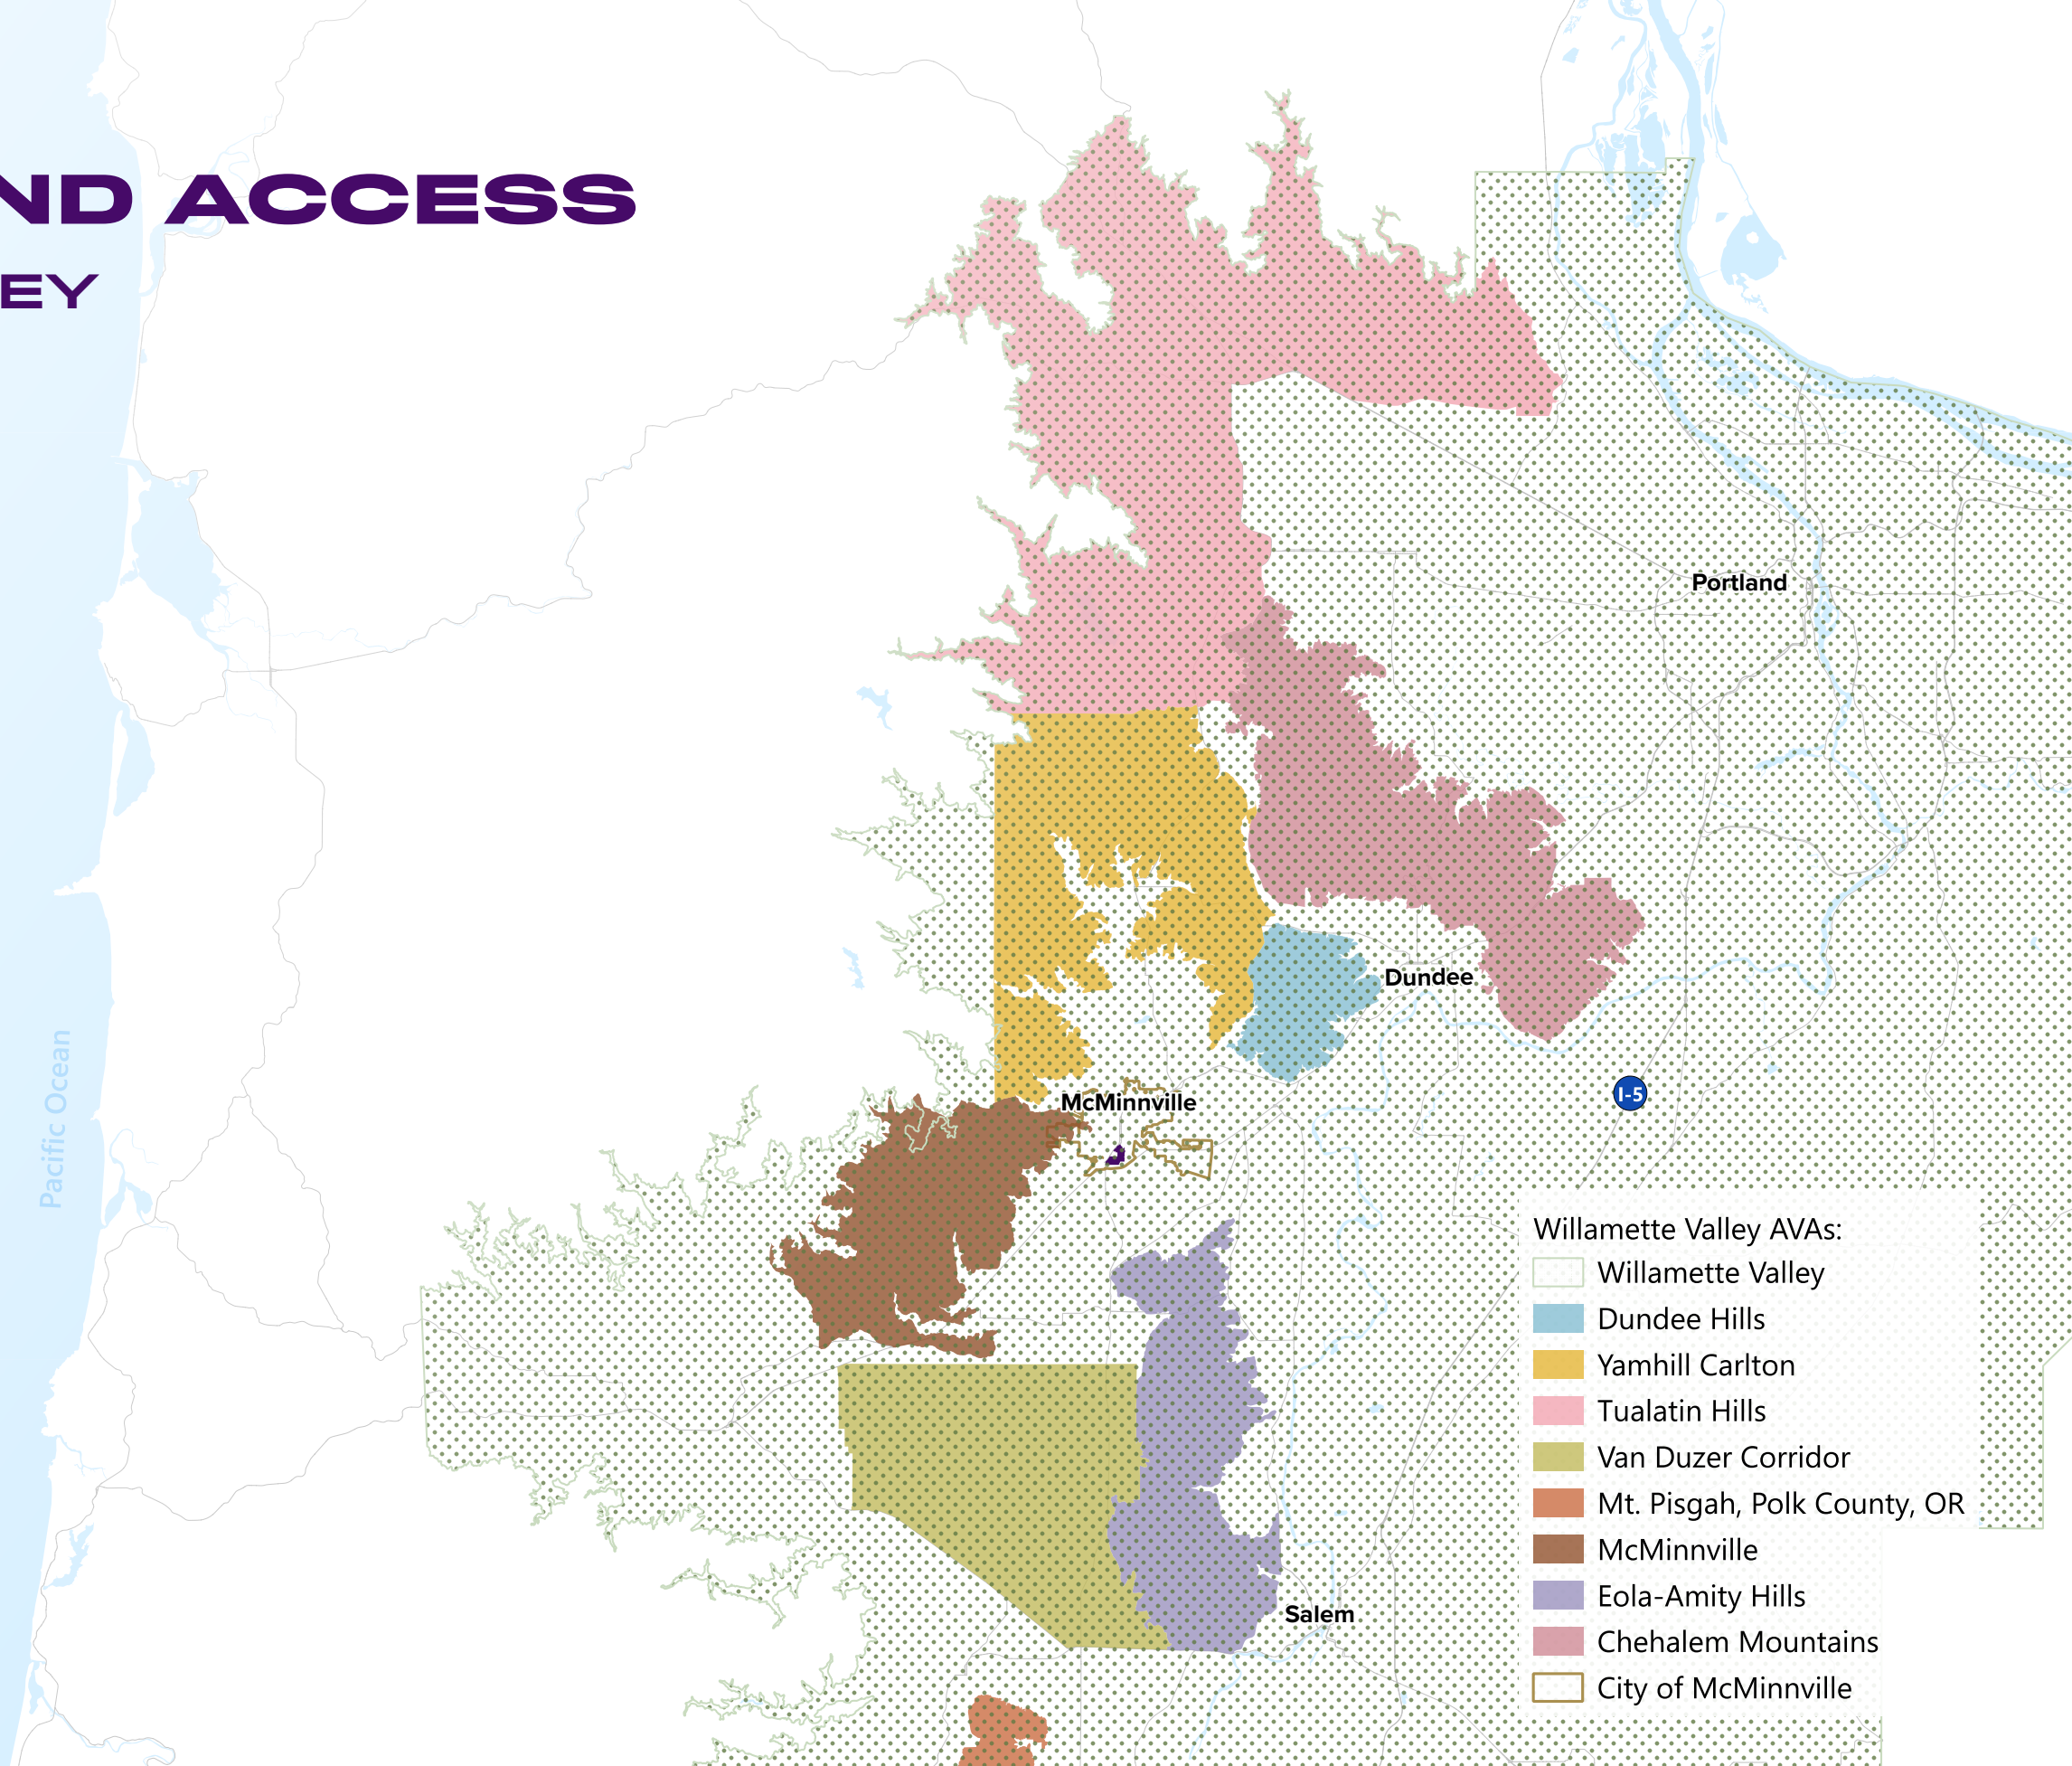 ND ACCESS
EY
Portland
Dundee
Pacific Ocean
I-5
McMinnville
Salem
Willamette Valley AVAs:
Willamette Valley
Dundee Hills
Yamhill Carlton
Tualatin Hills
Van Duzer Corridor
Mt. Pisgah, Polk County, OR
McMinnville
Eola-Amity Hills
Chehalem Mountains
City of McMinnville